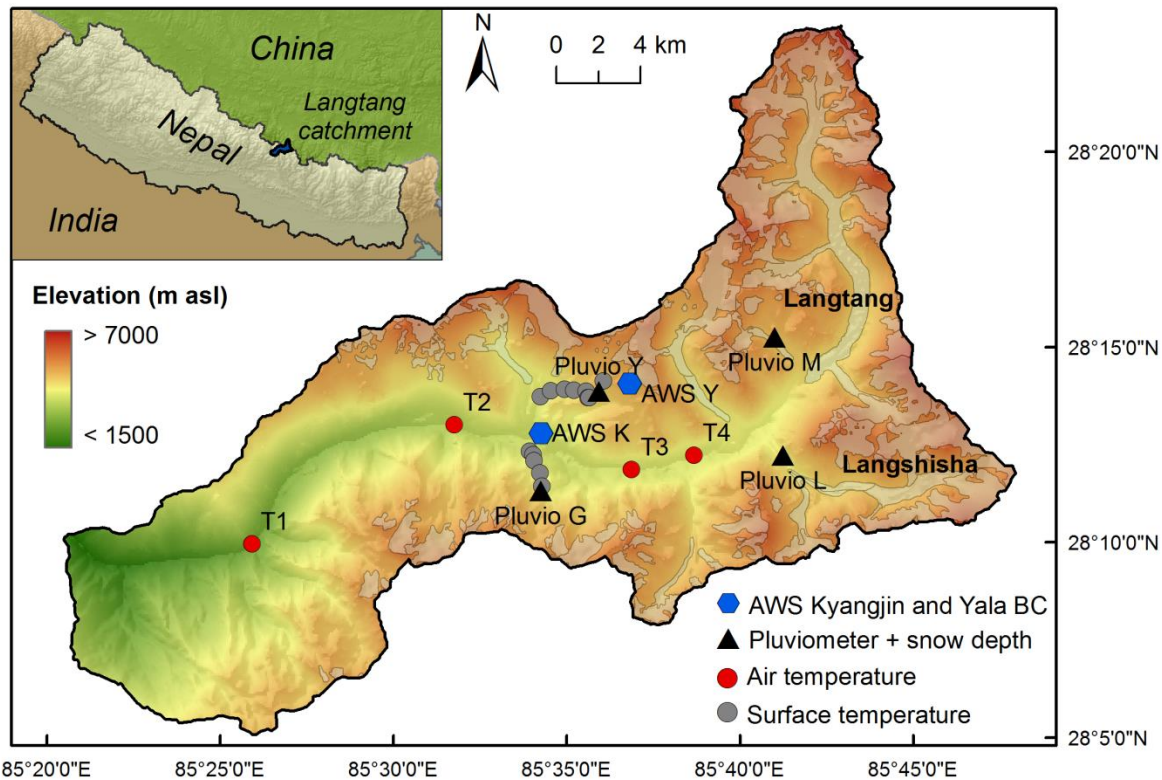 China
Langtang
catchment
Nepal
India
N
0 2 4 km
Elevation (m asl)
> 7000
< 1500
Langtang
Pluvio M
Pluvio Y
AWS Y
T2
AWS K
T3
T4
Pluvio L
Langshisha
Pluvio G
T1
AWS Kyangjin and Yala BC
Pluviometer + snow depth
Air temperature
Surface temperature
28°20'0"N
28°15'0"N
28°10'0"N
28°5'0"N
85°20'0"E
85°25'0"E
85°30'0"E
85°35'0"E
85°40'0"E
85°45'0"E